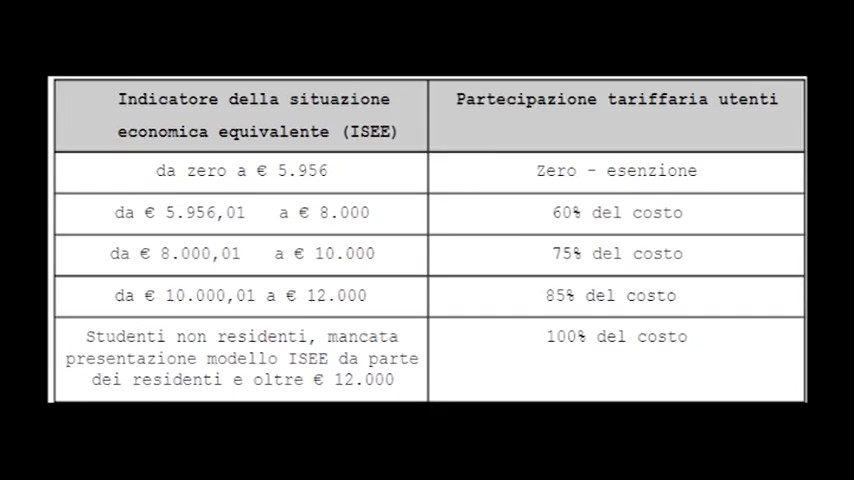 Indicatore della situazione
economica equivalente (ISEE)
Partecipazione tariffaria utenti
da zero a € 5.956
Zero - esenzione
da € 5.956,01 a € 8.000
60% del costo
da € 8.000,01 a € 10.000
75% del costo
da € 10.000,01 a € 12.000
85% del costo
Studenti non residenti, mancata
presentazione modello ISEE da parte
dei residenti e oltre € 12.000
100% del costo